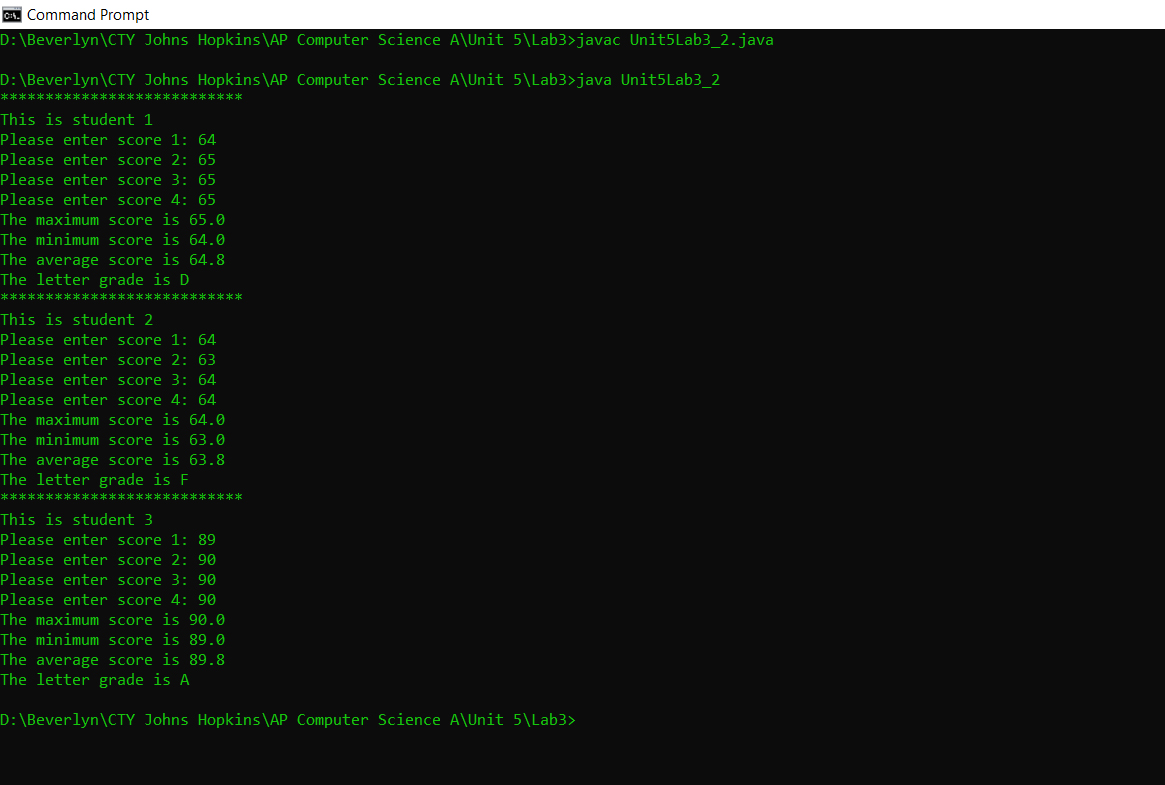 Command Prompt
D:\Beverlyn\CTY Johns Hopkins\AP Computer Science A\Unit 5\Lab3>javac Unit5Lab3_2.java
D:\Beverlyn\CTY Johns Hopkins\AP Computer Science A\Unit 5\Lab3>java Unit5Lab3_2
***************************
This is student 1
Please enter score 1: 64
Please enter score 2: 65
Please enter score 3: 65
Please enter score 4: 65
The maximum score is 65.0
The minimum score is 64.0
The average score is 64.8
The letter grade is D
***************************
This is student 2
Please enter score 1: 64
Please enter score 2: 63
Please enter score 3: 64
Please enter score 4: 64
The maximum score is 64.0
The minimum score is 63.0
The average score is 63.8
The letter grade is F
***************************
This is student 3
Please enter score 1: 89
Please enter score 2: 90
Please enter score 3: 90
Please enter score 4: 90
The maximum score is 90.0
The minimum score is 89.0
The average score is 89.8
The letter grade is A
D:\Beverlyn\CTY Johns Hopkins\AP Computer Science A\Unit 5\Lab3>